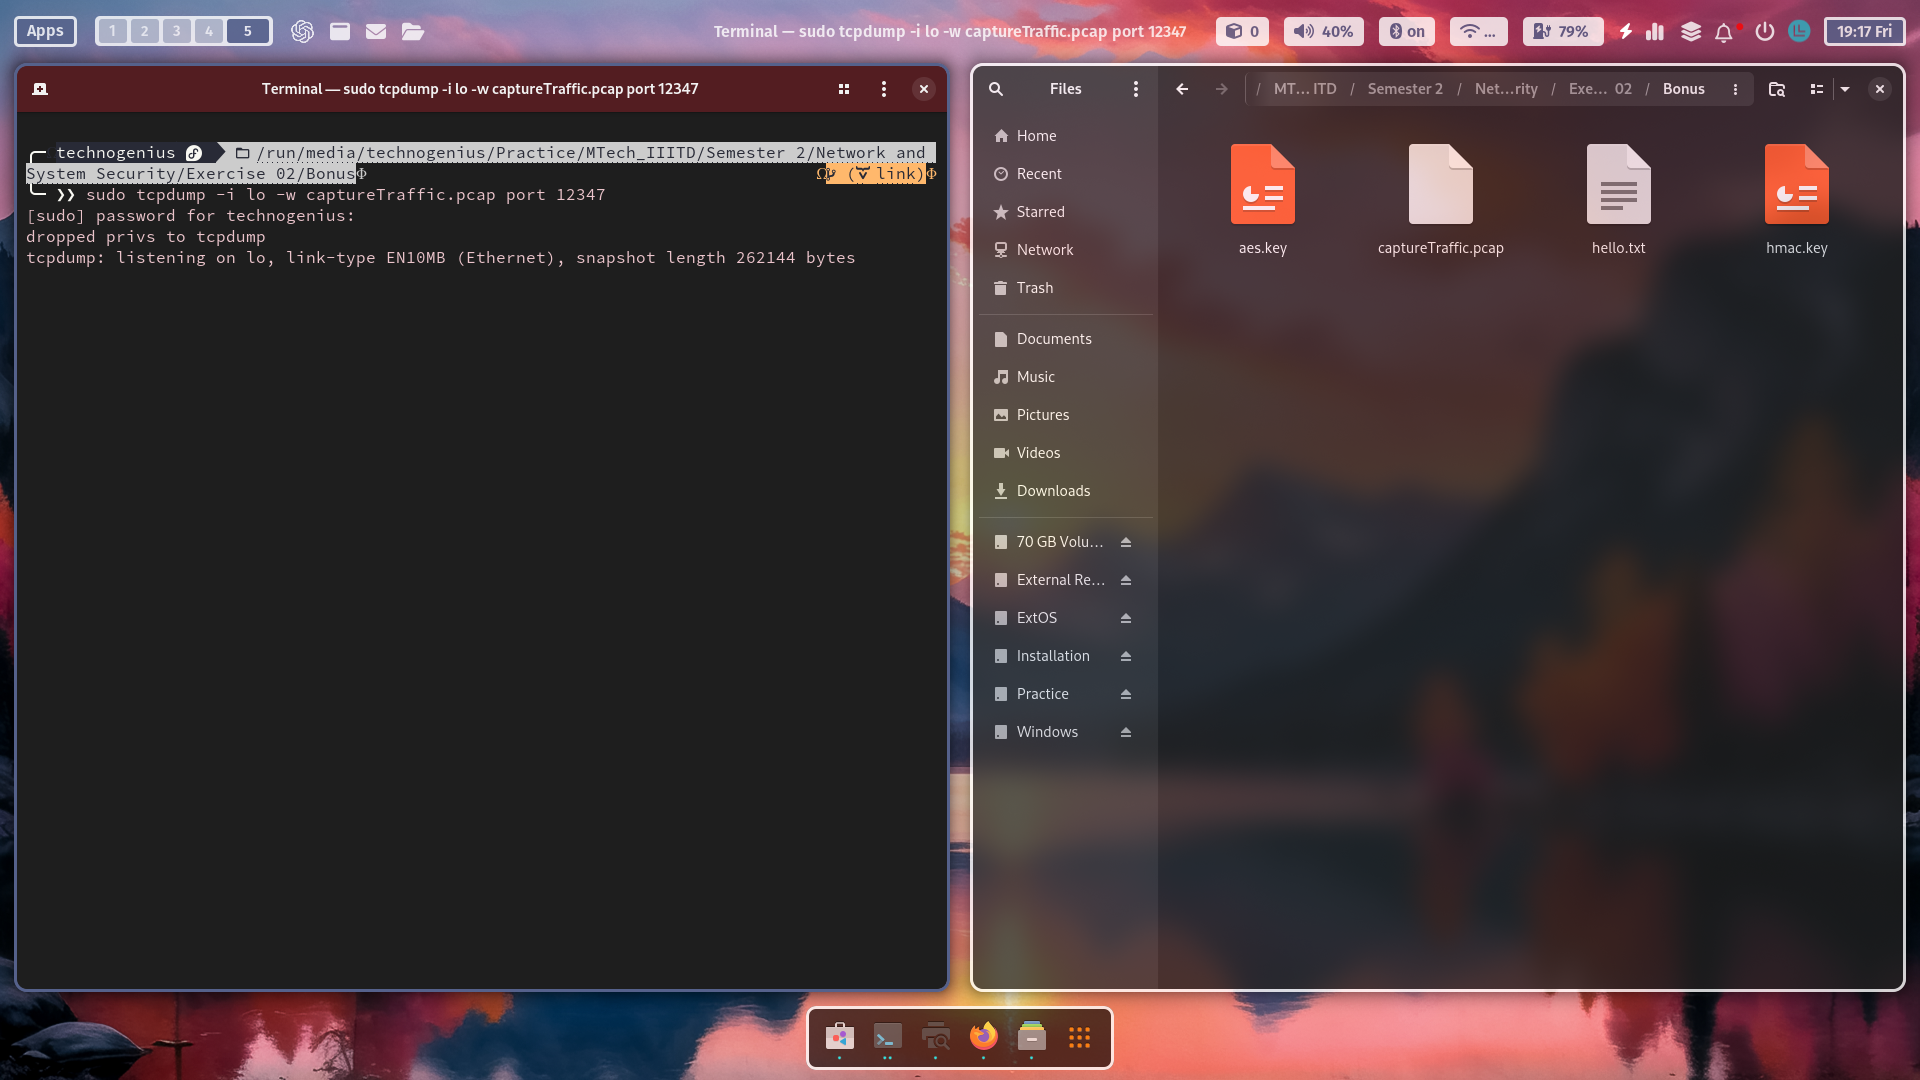 Apps 1 2 3 4 5 Terminal — sudo tcpdump -i lo -w captureTraffic.pcap port 12347 0 40% on ... 79% 19:17 Fri
Terminal — sudo tcpdump -i lo -w captureTraffic.pcap port 12347
technogenius /run/media/technogenius/Practice/MTech_IIITD/Semester 2/Network and
System Security/Exercise 02/Bonus ( link)
❯❯ sudo tcpdump -i lo -w captureTraffic.pcap port 12347
[sudo] password for technogenius:
dropped privs to tcpdump
tcpdump: listening on lo, link-type EN10MB (Ethernet), snapshot length 262144 bytes
Files
/ MT… ITD / Semester 2 / Net…rity / Exe… 02 / Bonus
Home
Recent
Starred
Network
Trash
Documents
Music
Pictures
Videos
Downloads
70 GB Volu…
External Re…
ExtOS
Installation
Practice
Windows
aes.key
captureTraffic.pcap
hello.txt
hmac.key